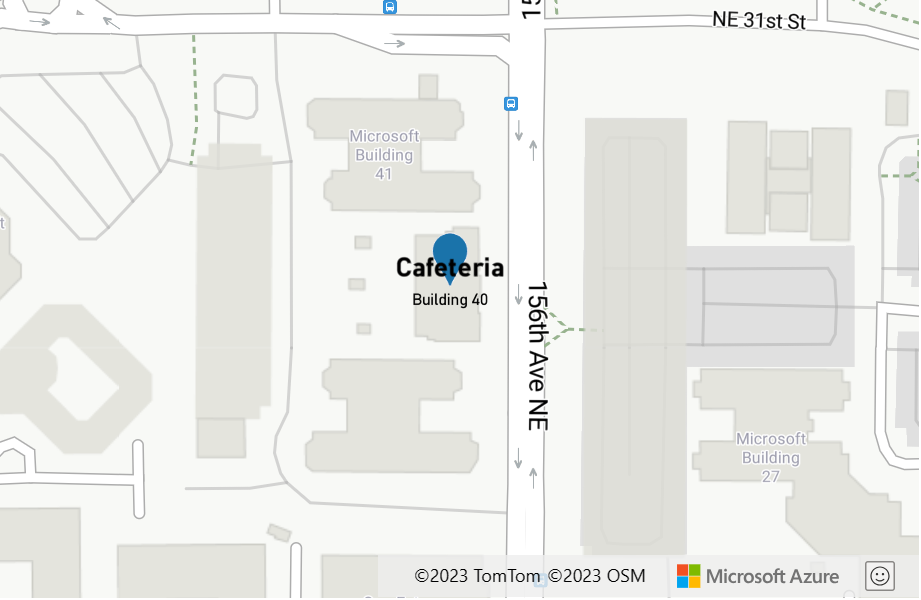 NE 31st St
Microsoft
Building
41
Cafeteria
Building 40
156th Ave NE
Microsoft
Building
27
©2023 TomTom ©2023 OSM
Microsoft Azure